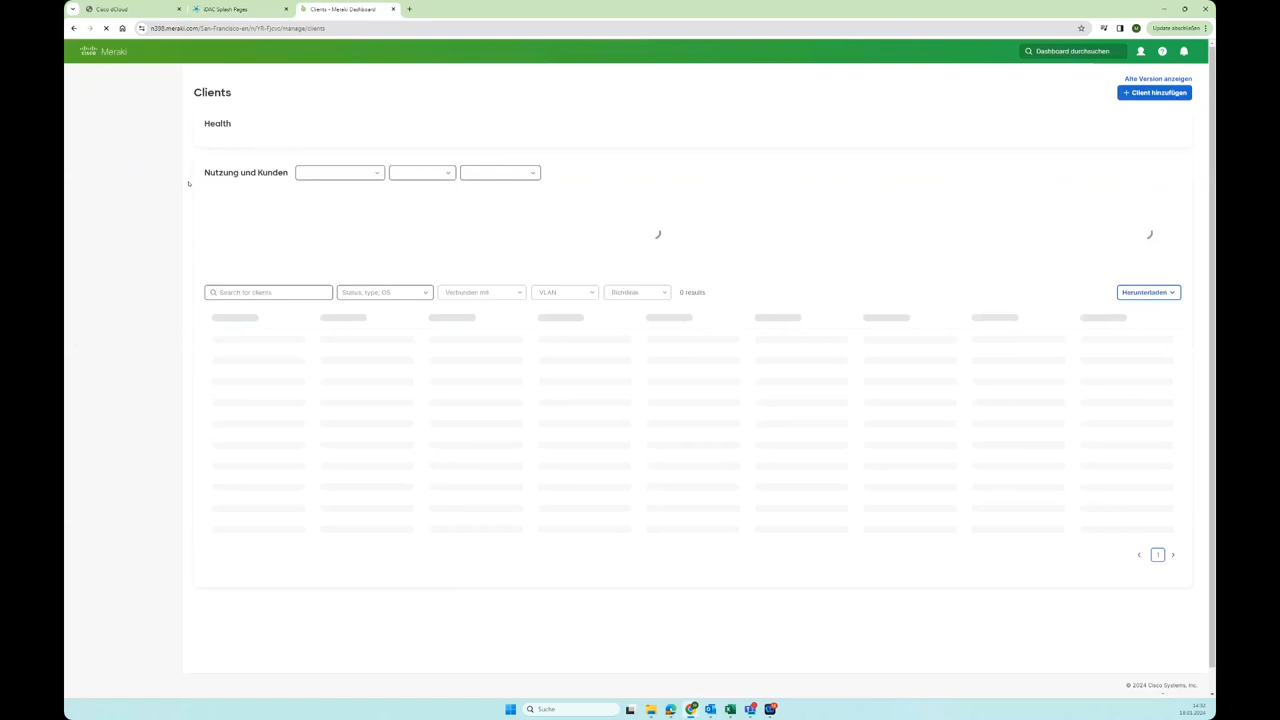 Cisco dCloud
iDAC Splash Pages
Clients - Meraki Dashboard
n398.meraki.com/San-Francisco-en/n/YR-Fjcvc/manage/clients
M
Update abschließen
cisco Meraki
Dashboard durchsuchen
Alte Version anzeigen
Clients
+ Client hinzufügen
Health
Nutzung und Kunden
Search for clients
Status, type, OS
Verbunden mit
VLAN
Richtlinie
0 results
Herunterladen
1
© 2024 Cisco Systems, Inc.
Suche
14:32
18.01.2024